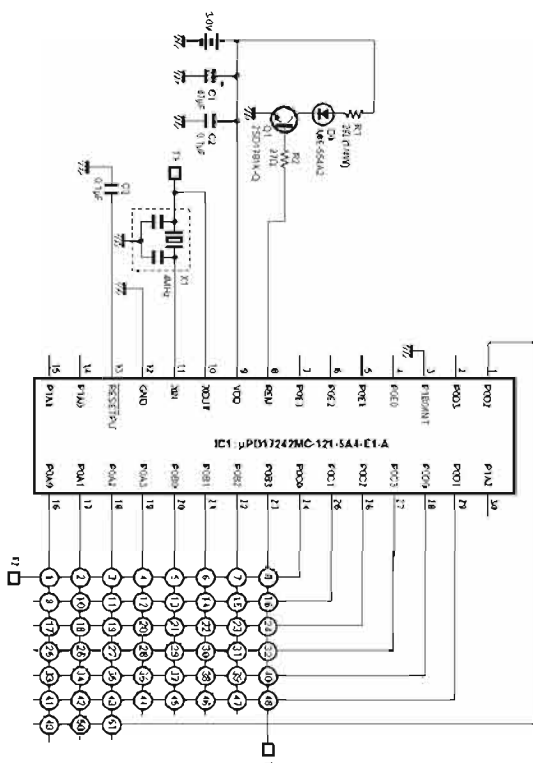 3.0V
C1
47µF
C2
0.1µF
Q1
2SD1781K-Q
R2
27Ω
R1
C3
0.1µF
X1
4MHz
15 14 13 12 11 10 9 8 7 6 5 4 3 2 1
P1A1 P1A0 RESET GND XIN XOUT VDD REM P0E3 P0E2 P0E1 P0E0 P0D3 P0D2
IC1: µPD17242MC-121-5A4-E1-A
P0A0 P0A1 P0A2 P0A3 P0B0 P0B1 P0B2 P0B3 P0C0 P0C1 P0C2 P0C3 P0D0 P0D1 P1A2
16 17 18 19 20 21 22 23 24 25 26 27 28 29 30
1 2 3 4 5 6 7 8
9 10 11 12 13 14 15 16
17 18 19 20 21 22 23 24
25 26 27 28 29 30 31 32
33 34 35 36 37 38 39 40
41 42 43 44 45 46 47 48
49 50 51